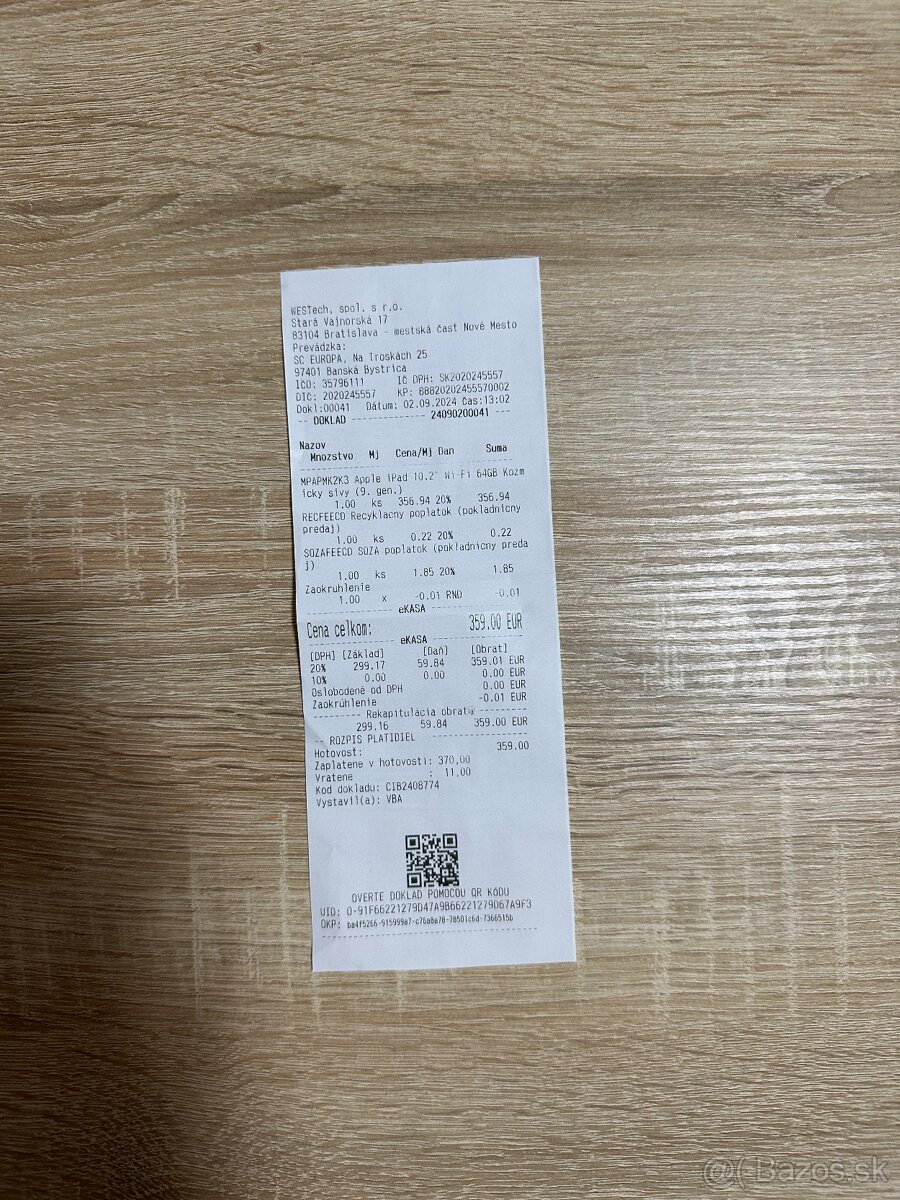 WESTech, spol. s r.o.
Stará Vajnorská 17
83104 Bratislava - mestská časť Nové Mesto
Prevádzka:
SC EUROPA, Na Troskách 25
97401 Banská Bystrica
IČO: 35796111 IČ DPH: SK2020245557
DIČ: 2020245557 KP: 88820202455570002
Dokl:00041 Dátum: 02.09.2024 Čas:13:02
-- DOKLAD ------------- 24090200041 ---
Nazov
Mnozstvo Mj Cena/Mj Dan Suma
MPAPMK2K3 Apple iPad 10.2" Wi-Fi 64GB Kozm
icky sivy (9. gen.)
1.00 ks 356.94 20% 356.94
RECFEECD Recyklacny poplatok (pokladnicny
predaj)
1.00 ks 0.22 20% 0.22
SOZAFEECD SOZA poplatok (pokladnicny preda
j)
1.00 ks 1.85 20% 1.85
Zaokruhlenie
1.00 x -0.01 RND -0.01
eKASA
Cena celkom: 359.00 EUR
eKASA
[DPH] [Základ] [Daň] [Obrat]
20% 299.17 59.84 359.01 EUR
10% 0.00 0.00 0.00 EUR
Oslobodené od DPH 0.00 EUR
Zaokrúhlenie -0.01 EUR
--------- Rekapitulácia obratu ---------
299.16 59.84 359.00 EUR
-- ROZPIS PLATIDIEL ----------------
Hotovosť: 359.00
Zaplatene v hotovosti: 370,00
Vratene : 11,00
Kod dokladu: CIB2408774
Vystavil(a): VBA
OVERTE DOKLAD POMOCOU QR KÓDU
UID: O-91F66221279D47A9B66221279D67A9F3
OKP: ba4f5266-915999a7-c76a8a78-78501c6d-7366515b
@( Bazos.sk